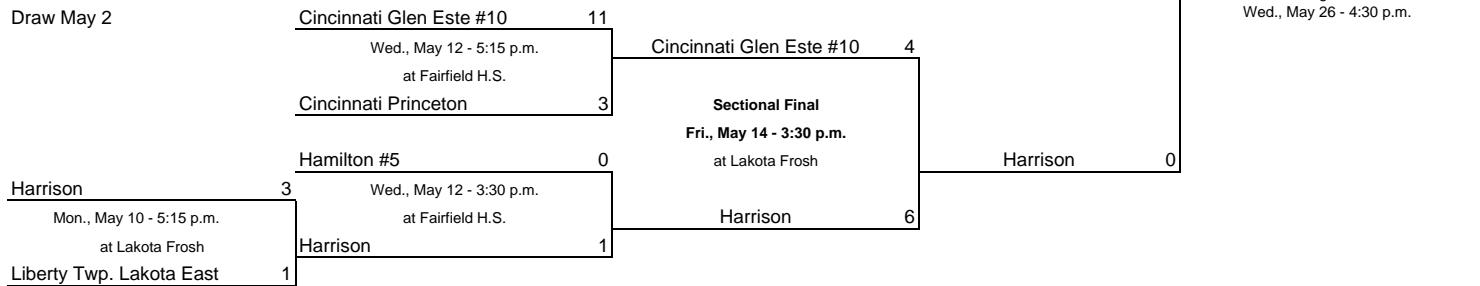 Draw May 2
Cincinnati Glen Este #10 11
Wed., May 26 - 4:30 p.m.
Wed., May 12 - 5:15 p.m.
Cincinnati Glen Este #10 4
at Fairfield H.S.
Cincinnati Princeton 3
Sectional Final
Fri., May 14 - 3:30 p.m.
Hamilton #5 0
at Lakota Frosh
Harrison 0
Harrison 3
Wed., May 12 - 3:30 p.m.
Mon., May 10 - 5:15 p.m.
at Fairfield H.S.
Harrison 6
at Lakota Frosh
Harrison 1
Liberty Twp. Lakota East 1